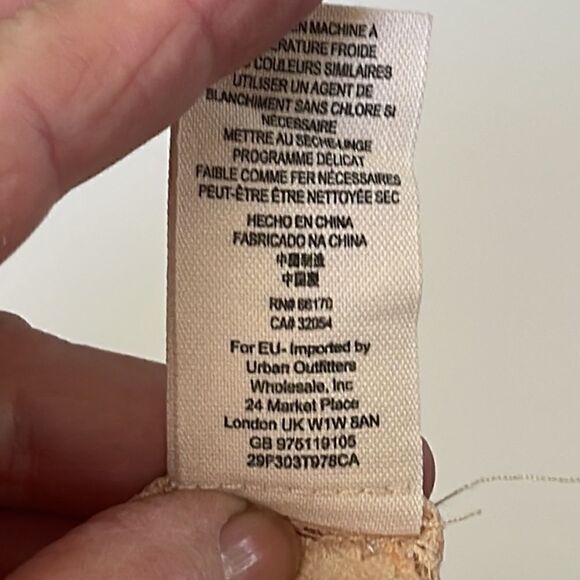 N MACHINE À
RATURE FROIDE
COULEURS SIMILAIRES
UTILISER UN AGENT DE
BLANCHIMENT SANS CHLORE SI
NÉCESSAIRE
METTRE AU SECHE-LINGE
PROGRAMME DÉLICAT
FAIBLE COMME FER NÉCESSAIRES
PEUT-ÊTRE ÊTRE NETTOYÉE SEC
HECHO EN CHINA
FABRICADO NA CHINA
中国制造
中國製
RN# 66170
CA# 32054
For EU- Imported by
Urban Outfitters
Wholesale, Inc
24 Market Place
London UK W1W 8AN
GB 975119105
29F303T978CA